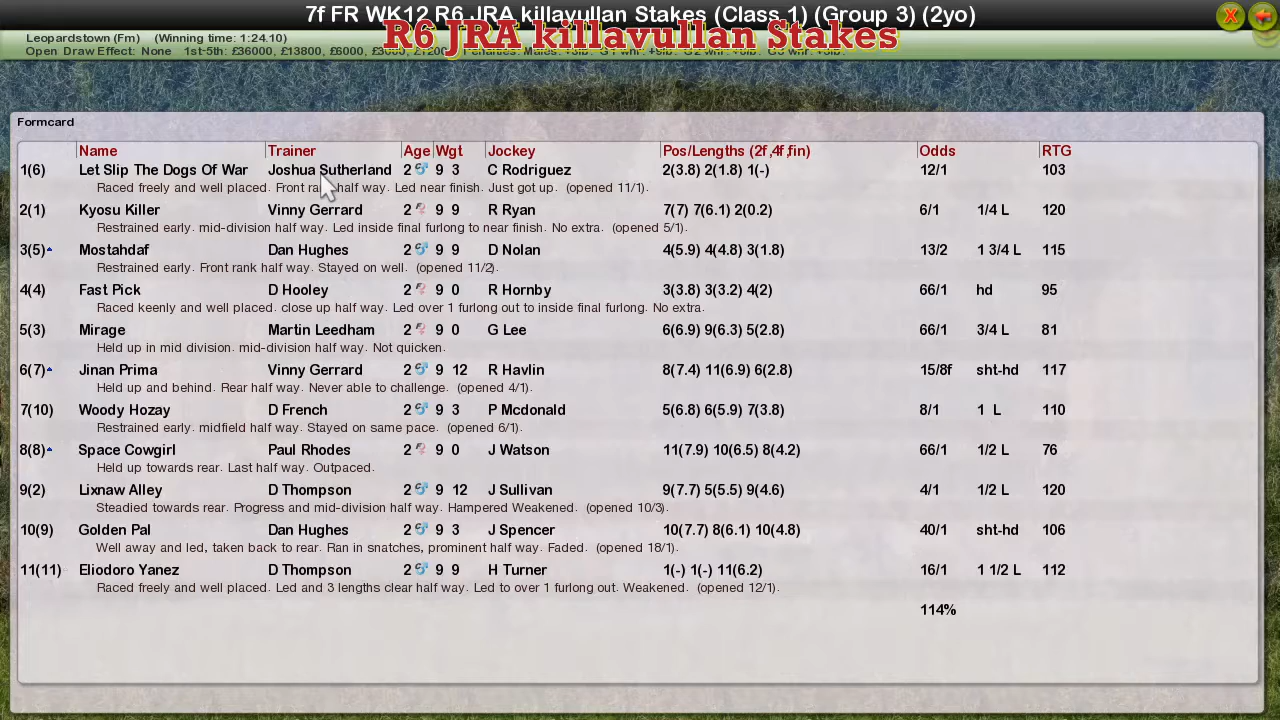 7f FR WK12 R6 JRA killavullan Stakes (Class 1) (Group 3) (2yo)
R6 JRA killavullan Stakes
Leopardstown (Fm) (Winning time: 1:24.10)
Open Draw Effect: None 1st-5th: £36000, £13800, £6000,
Formcard
Name Trainer Age Wgt Jockey Pos/Lengths (2f,4f,fin) Odds RTG
1(6) Let Slip The Dogs Of War Joshua Sutherland 2 9 3 C Rodriguez 2(3.8) 2(1.8) 1(-) 12/1 103
Raced freely and well placed. Front rank half way. Led near finish. Just got up. (opened 11/1).
2(1) Kyosu Killer Vinny Gerrard 2 9 9 R Ryan 7(7) 7(6.1) 2(0.2) 6/1 1/4 L 120
Restrained early. mid-division half way. Led inside final furlong to near finish. No extra. (opened 5/1).
3(5) Mostahdaf Dan Hughes 2 9 9 D Nolan 4(5.9) 4(4.8) 3(1.8) 13/2 1 3/4 L 115
Restrained early. Front rank half way. Stayed on well. (opened 11/2).
4(4) Fast Pick D Hooley 2 9 0 R Hornby 3(3.8) 3(3.2) 4(2) 66/1 hd 95
Raced keenly and well placed. close up half way. Led over 1 furlong out to inside final furlong. No extra.
5(3) Mirage Martin Leedham 2 9 0 G Lee 6(6.9) 9(6.3) 5(2.8) 66/1 3/4 L 81
Held up in mid division. mid-division half way. Not quicken.
6(7) Jinan Prima Vinny Gerrard 2 9 12 R Havlin 8(7.4) 11(6.9) 6(2.8) 15/8f sht-hd 117
Held up and behind. Rear half way. Never able to challenge. (opened 4/1).
7(10) Woody Hozay D French 2 9 3 P Mcdonald 5(6.8) 6(5.9) 7(3.8) 8/1 1 L 110
Restrained early. midfield half way. Stayed on same pace. (opened 6/1).
8(8) Space Cowgirl Paul Rhodes 2 9 0 J Watson 11(7.9) 10(6.5) 8(4.2) 66/1 1/2 L 76
Held up towards rear. Last half way. Outpaced.
9(2) Lixnaw Alley D Thompson 2 9 12 J Sullivan 9(7.7) 5(5.5) 9(4.6) 4/1 1/2 L 120
Steadied towards rear. Progress and mid-division half way. Hampered Weakened. (opened 10/3).
10(9) Golden Pal Dan Hughes 2 9 3 J Spencer 10(7.7) 8(6.1) 10(4.8) 40/1 sht-hd 106
Well away and led, taken back to rear. Ran in snatches, prominent half way. Faded. (opened 18/1).
11(11) Eliodoro Yanez D Thompson 2 9 9 H Turner 1(-) 1(-) 11(6.2) 16/1 1 1/2 L 112
Raced freely and well placed. Led and 3 lengths clear half way. Led to over 1 furlong out. Weakened. (opened 12/1).
114%